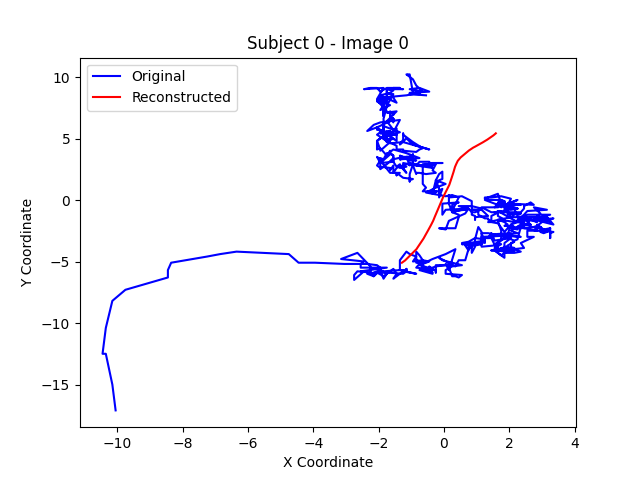 Subject 0 - Image 0
Original
Reconstructed
10
5
0
−5
−10
−15
Y Coordinate
−10 −8 −6 −4 −2 0 2 4
X Coordinate